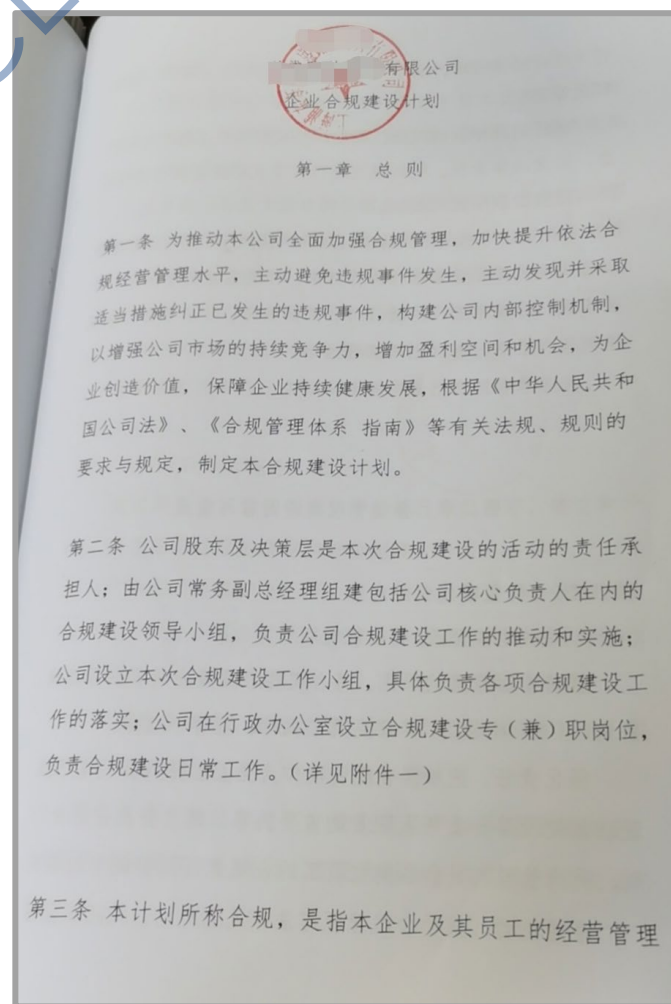 有限公司
企业合规建设计划
第一章 总 则
第一条 为推动本公司全面加强合规管理，加快提升依法合
规经营管理水平，主动避免违规事件发生，主动发现并采取
适当措施纠正已发生的违规事件，构建公司内部控制机制，
以增强公司市场的持续竞争力，增加盈利空间和机会，为企
业创造价值，保障企业持续健康发展，根据《中华人民共和
国公司法》、《合规管理体系 指南》等有关法规、规则的
要求与规定，制定本合规建设计划。
第二条 公司股东及决策层是本次合规建设的活动的责任承
担人；由公司常务副总经理组建包括公司核心负责人在内的
合规建设领导小组，负责公司合规建设工作的推动和实施；
公司设立本次合规建设工作小组，具体负责各项合规建设工
作的落实；公司在行政办公室设立合规建设专（兼）职岗位，
负责合规建设日常工作。（详见附件一）
第三条 本计划所称合规，是指本企业及其员工的经营管理